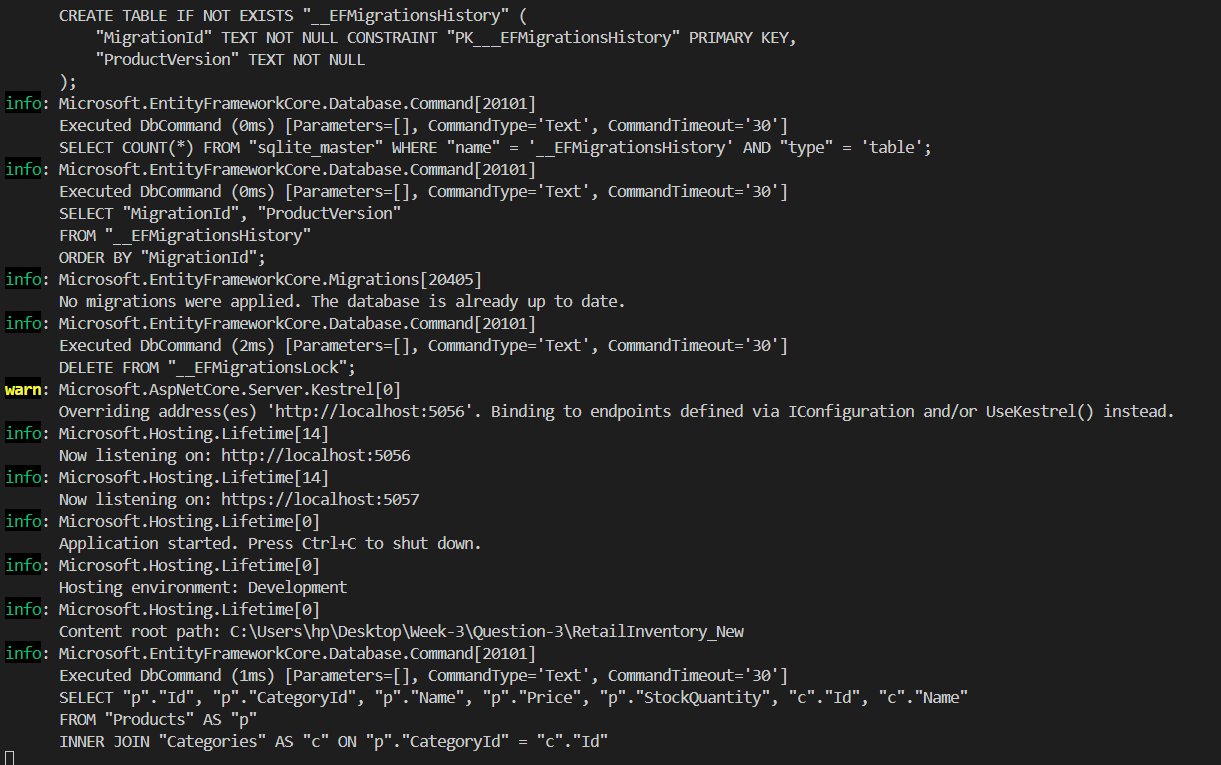 CREATE TABLE IF NOT EXISTS "__EFMigrationsHistory" (
"MigrationId" TEXT NOT NULL CONSTRAINT "PK___EFMigrationsHistory" PRIMARY KEY,
"ProductVersion" TEXT NOT NULL
);
info: Microsoft.EntityFrameworkCore.Database.Command[20101]
Executed DbCommand (0ms) [Parameters=[], CommandType='Text', CommandTimeout='30']
SELECT COUNT(*) FROM "sqlite_master" WHERE "name" = '__EFMigrationsHistory' AND "type" = 'table';
info: Microsoft.EntityFrameworkCore.Database.Command[20101]
Executed DbCommand (0ms) [Parameters=[], CommandType='Text', CommandTimeout='30']
SELECT "MigrationId", "ProductVersion"
FROM "__EFMigrationsHistory"
ORDER BY "MigrationId";
info: Microsoft.EntityFrameworkCore.Migrations[20405]
No migrations were applied. The database is already up to date.
info: Microsoft.EntityFrameworkCore.Database.Command[20101]
Executed DbCommand (2ms) [Parameters=[], CommandType='Text', CommandTimeout='30']
DELETE FROM "__EFMigrationsLock";
warn: Microsoft.AspNetCore.Server.Kestrel[0]
Overriding address(es) 'http://localhost:5056'. Binding to endpoints defined via IConfiguration and/or UseKestrel() instead.
info: Microsoft.Hosting.Lifetime[14]
Now listening on: http://localhost:5056
info: Microsoft.Hosting.Lifetime[14]
Now listening on: https://localhost:5057
info: Microsoft.Hosting.Lifetime[0]
Application started. Press Ctrl+C to shut down.
info: Microsoft.Hosting.Lifetime[0]
Hosting environment: Development
info: Microsoft.Hosting.Lifetime[0]
Content root path: C:\Users\hp\Desktop\Week-3\Question-3\RetailInventory_New
info: Microsoft.EntityFrameworkCore.Database.Command[20101]
Executed DbCommand (1ms) [Parameters=[], CommandType='Text', CommandTimeout='30']
SELECT "p"."Id", "p"."CategoryId", "p"."Name", "p"."Price", "p"."StockQuantity", "c"."Id", "c"."Name"
FROM "Products" AS "p"
INNER JOIN "Categories" AS "c" ON "p"."CategoryId" = "c"."Id"